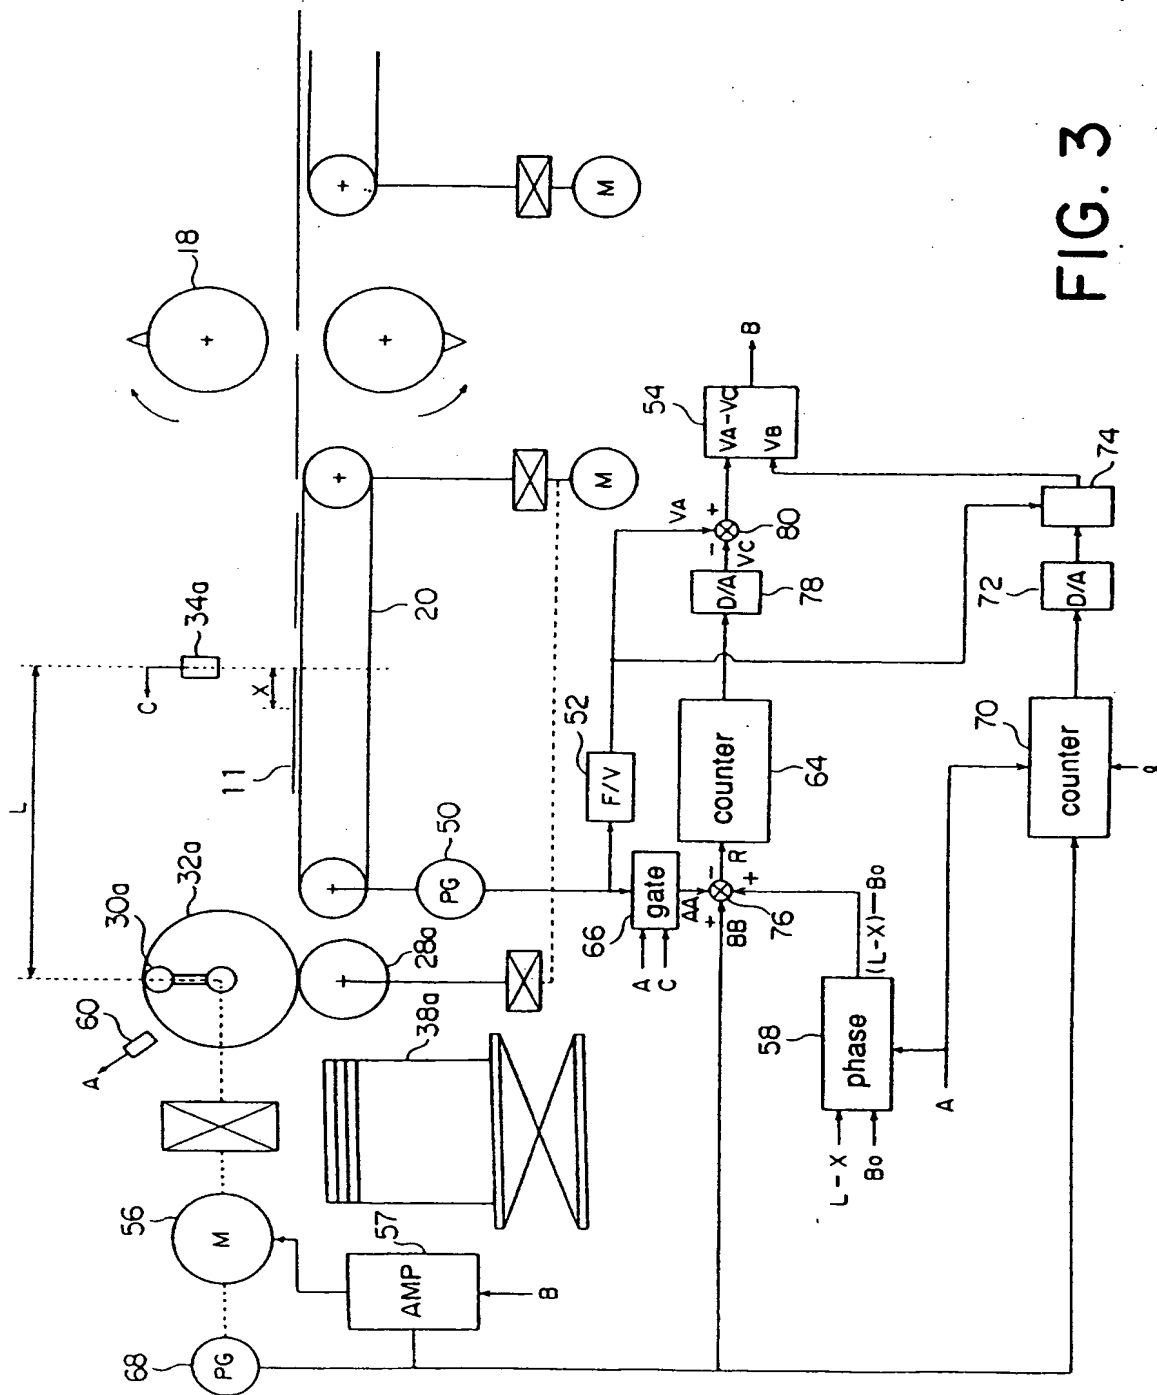 FIG. 3
L
C
34a
X
18
11
20
30a
32a
28a
60
A
38a
56
M
57
AMP
B
68
PG
50
PG
M
M
52
F/V
VA
66
gate
A
C
AA
BB
+
-
+
76
R
counter
64
D/A
78
VC
-
+
80
54
VA-VC
VB
B
58
phase
L-X
Bo
A
(L-X)-Bo
70
counter
72
D/A
74